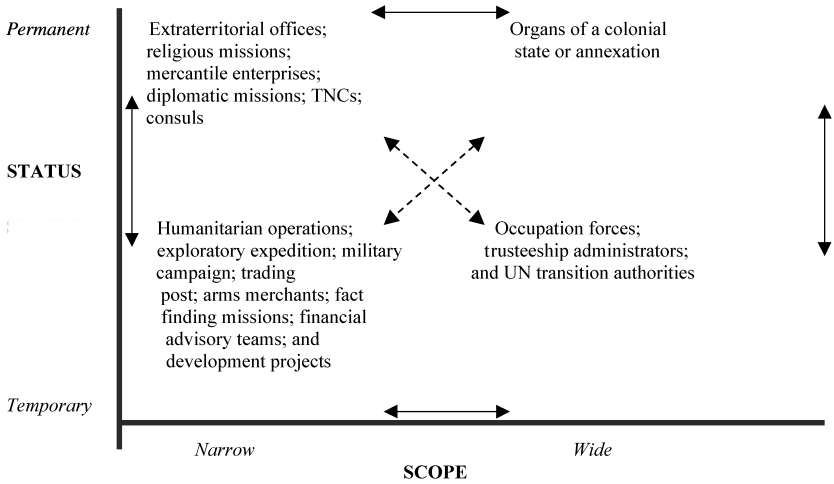 Permanent
Extraterritorial offices;
religious missions;
mercantile enterprises;
diplomatic missions; TNCs;
consuls
Organs of a colonial
state or annexation
STATUS
Humanitarian operations;
exploratory expedition; military
campaign; trading
post; arms merchants; fact
finding missions; financial
advisory teams; and
development projects
Occupation forces;
trusteeship administrators;
and UN transition authorities
Temporary
Narrow
Wide
SCOPE